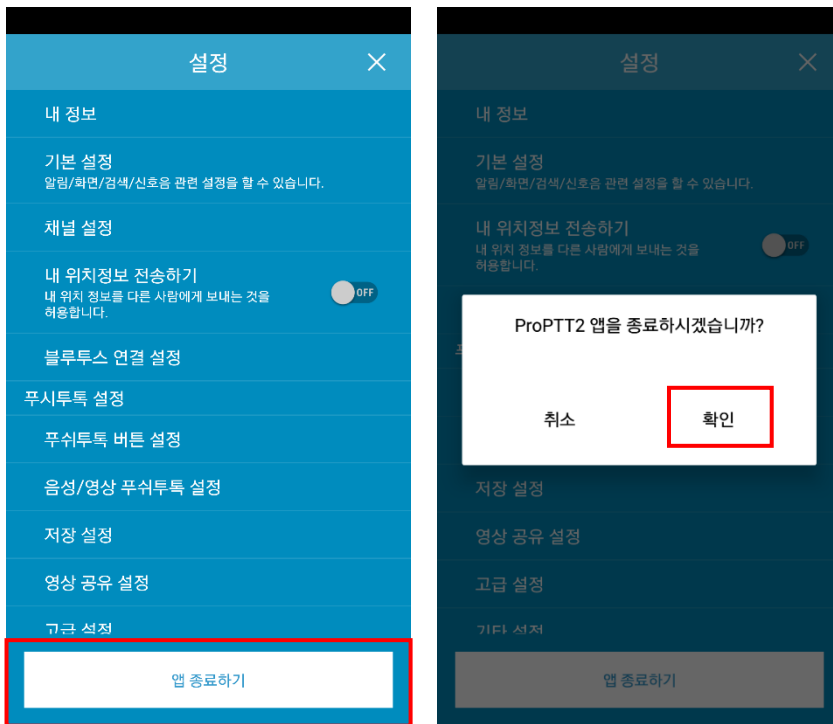 설정
내 정보
기본 설정
알림/화면/검색/신호음 관련 설정을 할 수 있습니다.
채널 설정
내 위치정보 전송하기
내 위치 정보를 다른 사람에게 보내는 것을
허용합니다.
OFF
블루투스 연결 설정
푸시투톡 설정
푸쉬투톡 버튼 설정
음성/영상 푸쉬투톡 설정
저장 설정
영상 공유 설정
고급 설정
앱 종료하기
설정
내 정보
기본 설정
알림/화면/검색/신호음 관련 설정을 할 수 있습니다.
내 위치정보 전송하기
내 위치 정보를 다른 사람에게 보내는 것을
허용합니다.
OFF
ProPTT2 앱을 종료하시겠습니까?
취소 확인
저장 설정
영상 공유 설정
고급 설정
기타 설정
앱 종료하기